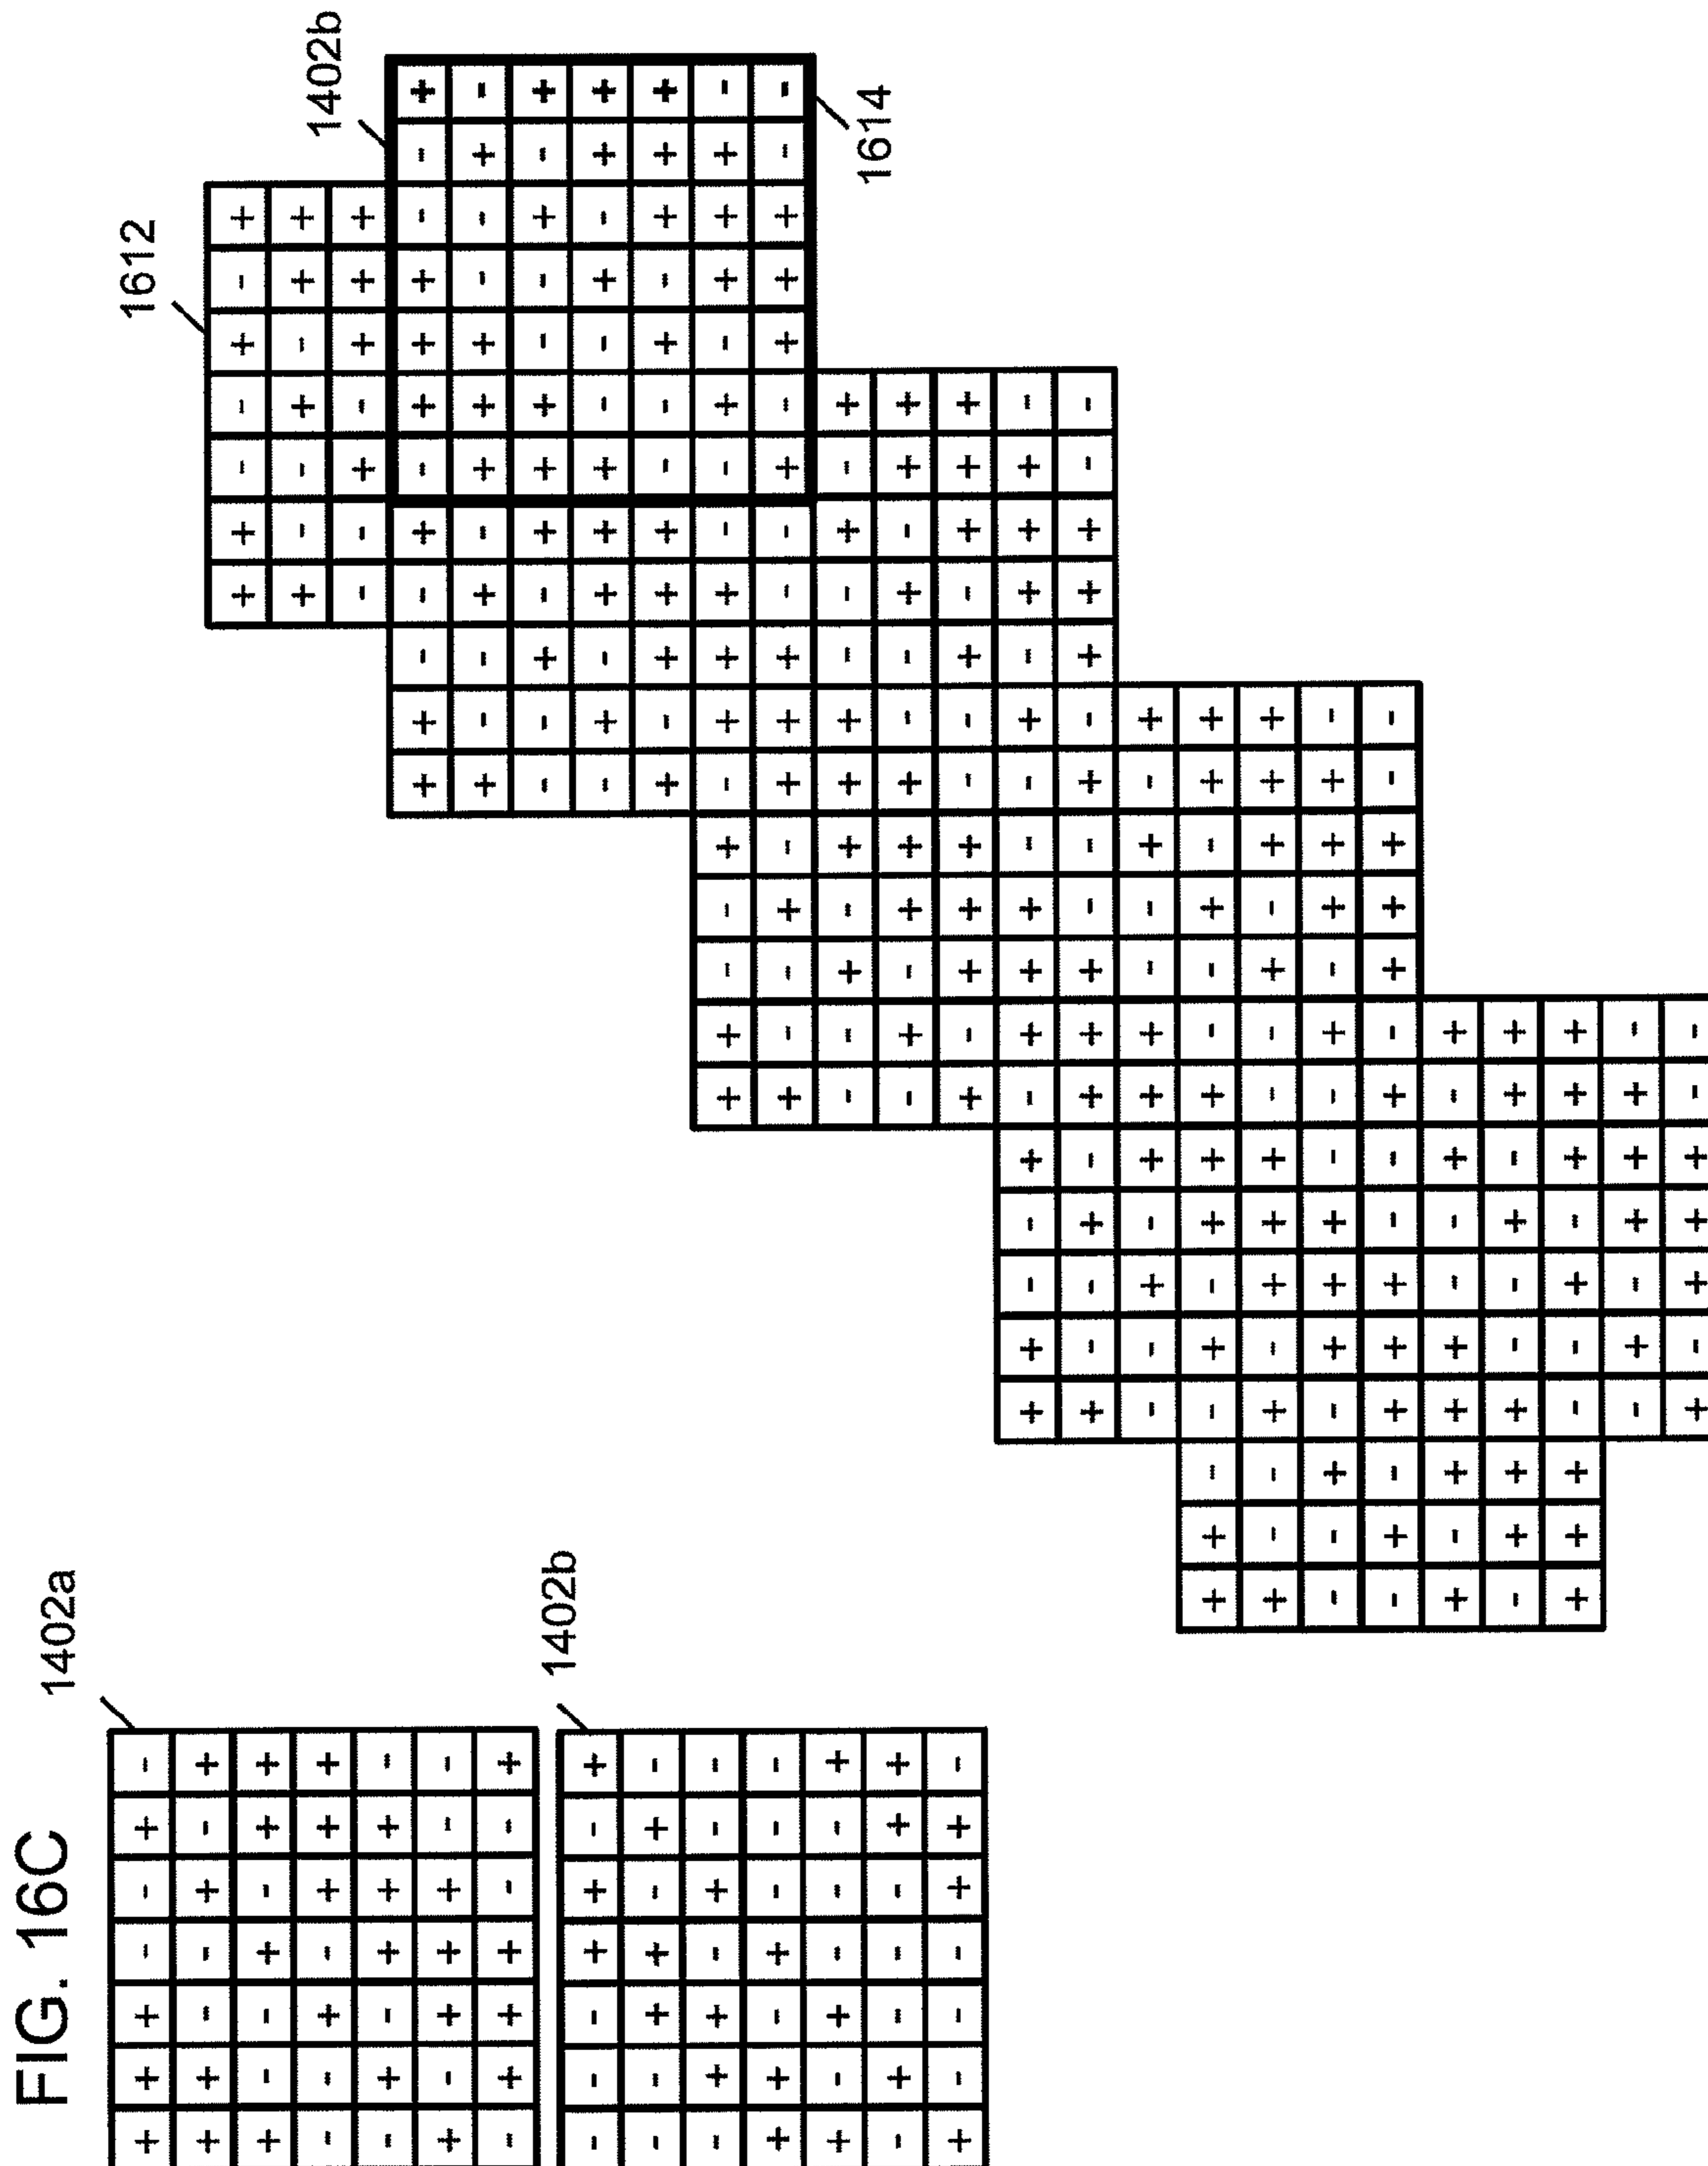 FIG. 16C
1402a
+ + + - - + -
+ + - - + - +
+ - - + - + +
- - + - + + +
- + - + + + -
+ - + + + - -
- + + + - - +
1402b
- - - + + - +
- - + + - + -
- + + - + - -
+ + - + - - -
+ - + - - - +
- + - - - + +
+ - - - + + -
1612
+ + - - + - +
+ - - + - + +
- - + - + + +
1402b
+ + - - + - + + + - - +
+ - - + - + + + - - + -
- - + - + + + - - + - +
- + - + + + - - + - + +
+ - + + + - - + - + + +
+ + - - + - + + + - - + - + + + -
+ - - + - + + + - - + - + + + - -
1614
- - + - + + + - - + - +
- + - + + + - - + - + +
+ - + + + - - + - + + +
+ + - - + - + + + - - + - + + + -
+ - - + - + + + - - + - + + + - -
- - + - + + + - - + - +
+ + - - + - + + + - - + - + +
+ - - + - + + + - - + - + + +
- - + - + + + - - + - + + + -
- + - + + + - - + - + + + - -
+ - + + + - - + - +
- + + + - - + - + +
+ + + - - + - + + +
- + - + + + -
+ - + + + - -